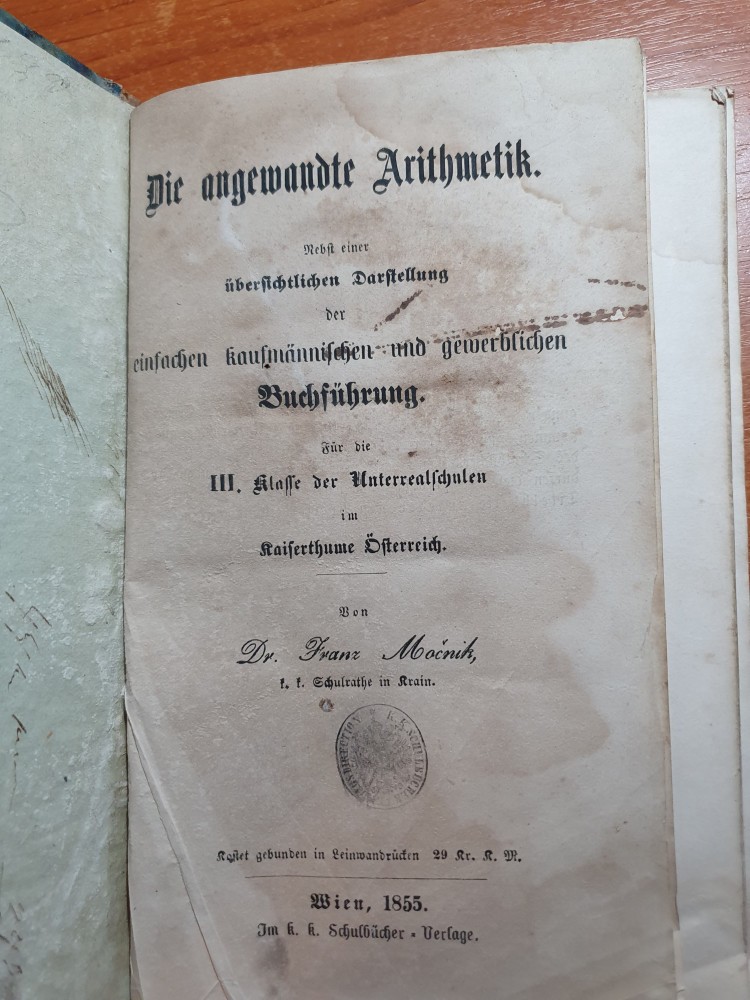 Die angewandte Arithmetik.
Nebst einer
übersichtlichen Darstellung
der
einfachen kaufmännischen und gewerblichen
Buchführung.
Für die
III. Klasse der Unterrealschulen
im
Kaiserthume Österreich.
Von
Dr. Franz Močnik,
k. k. Schulrathe in Krain.
Kostet gebunden in Leinwandrücken 29 Kr. K. M.
Wien, 1855.
Im k. k. Schulbücher-Verlage.